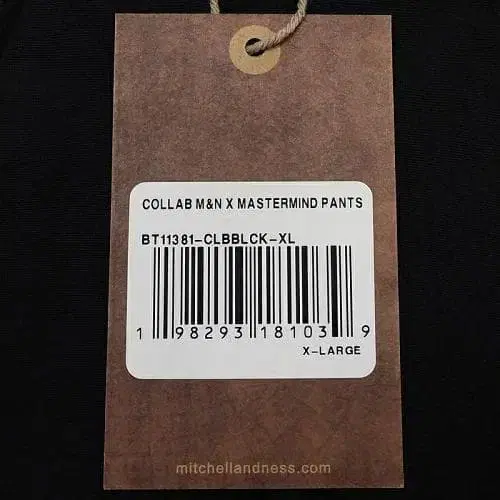 COLLAB M&N X MASTERMIND PANTS
BT11381-CLBBLCK-XL
1 98293 18103 9
X-LARGE
mitchellandness.com